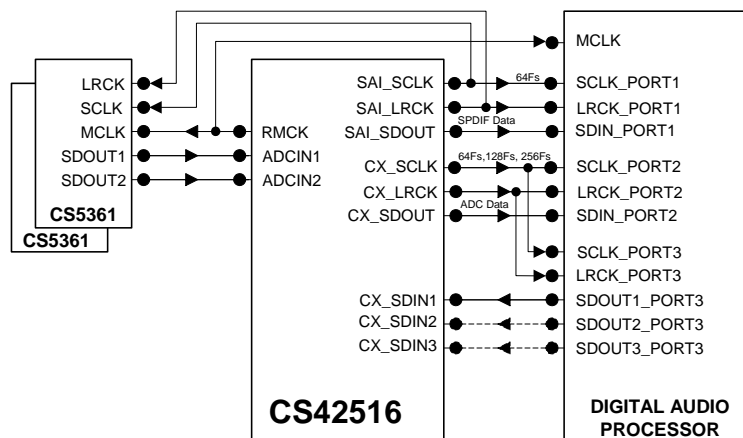 LRCK
SCLK
MCLK
SDOUT1
SDOUT2
CS5361
CS5361
RMCK
ADCIN1
ADCIN2
SAI_SCLK
SAI_LRCK
SAI_SDOUT
CX_SCLK
CX_LRCK
CX_SDOUT
CX_SDIN1
CX_SDIN2
CX_SDIN3
CS42516
64Fs
SPDIF Data
64Fs,128Fs, 256Fs
ADC Data
MCLK
SCLK_PORT1
LRCK_PORT1
SDIN_PORT1
SCLK_PORT2
LRCK_PORT2
SDIN_PORT2
SCLK_PORT3
LRCK_PORT3
SDOUT1_PORT3
SDOUT2_PORT3
SDOUT3_PORT3
DIGITAL AUDIO
PROCESSOR